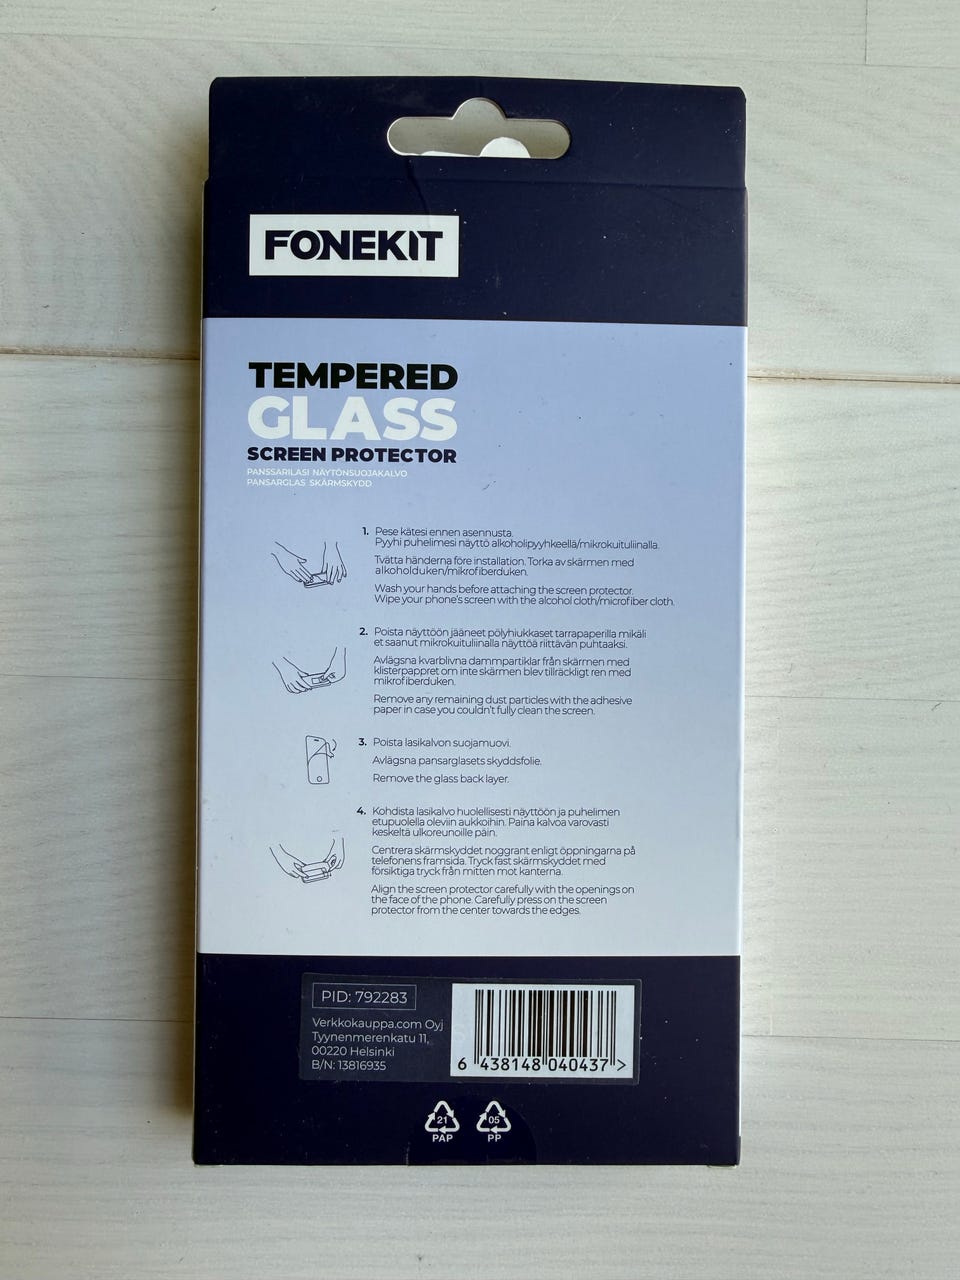 FONEKIT
TEMPERED
GLASS
SCREEN PROTECTOR
PANSSARILASI NÄYTÖNSUOJAKALVO
PANSARGLAS SKÄRMSKYDD
1. Pese kätesi ennen asennusta.
Pyyhi puhelimesi näyttö alkoholipyyhkeellä/mikrokuituliinalla.
Tvätta händerna före installation. Torka av skärmen med
alkoholduken/mikrofiberduken.
Wash your hands before attaching the screen protector.
Wipe your phone's screen with the alcohol cloth/microfiber cloth.
2. Poista näyttöön jääneet pölyhiukkaset tarrapaperilla mikäli
et saanut mikrokuituliinalla näyttöä riittävän puhtaaksi.
Avlägsna kvarblivna dammpartiklar från skärmen med
klisterpappret om inte skärmen blev tillräckligt ren med
mikrofiberduken.
Remove any remaining dust particles with the adhesive
paper in case you couldn't fully clean the screen.
3. Poista lasikalvon suojamuovi.
Avlägsna pansarglasets skyddsfolie.
Remove the glass back layer.
4. Kohdista lasikalvo huolellisesti näyttöön ja puhelimen
etupuolella oleviin aukkoihin. Paina kalvoa varovasti
keskeltä ulkoreunoille päin.
Centrera skärmskyddet noggrant enligt öppningarna på
telefonens framsida. Tryck fast skärmskyddet med
försiktiga tryck från mitten mot kanterna.
Align the screen protector carefully with the openings on
the face of the phone. Carefully press on the screen
protector from the center towards the edges.
PID: 792283
Verkkokauppa.com Oyj
Tyynenmerenkatu 11,
00220 Helsinki
B/N: 13816935
6 438148 040437 >
21 05
PAP PP